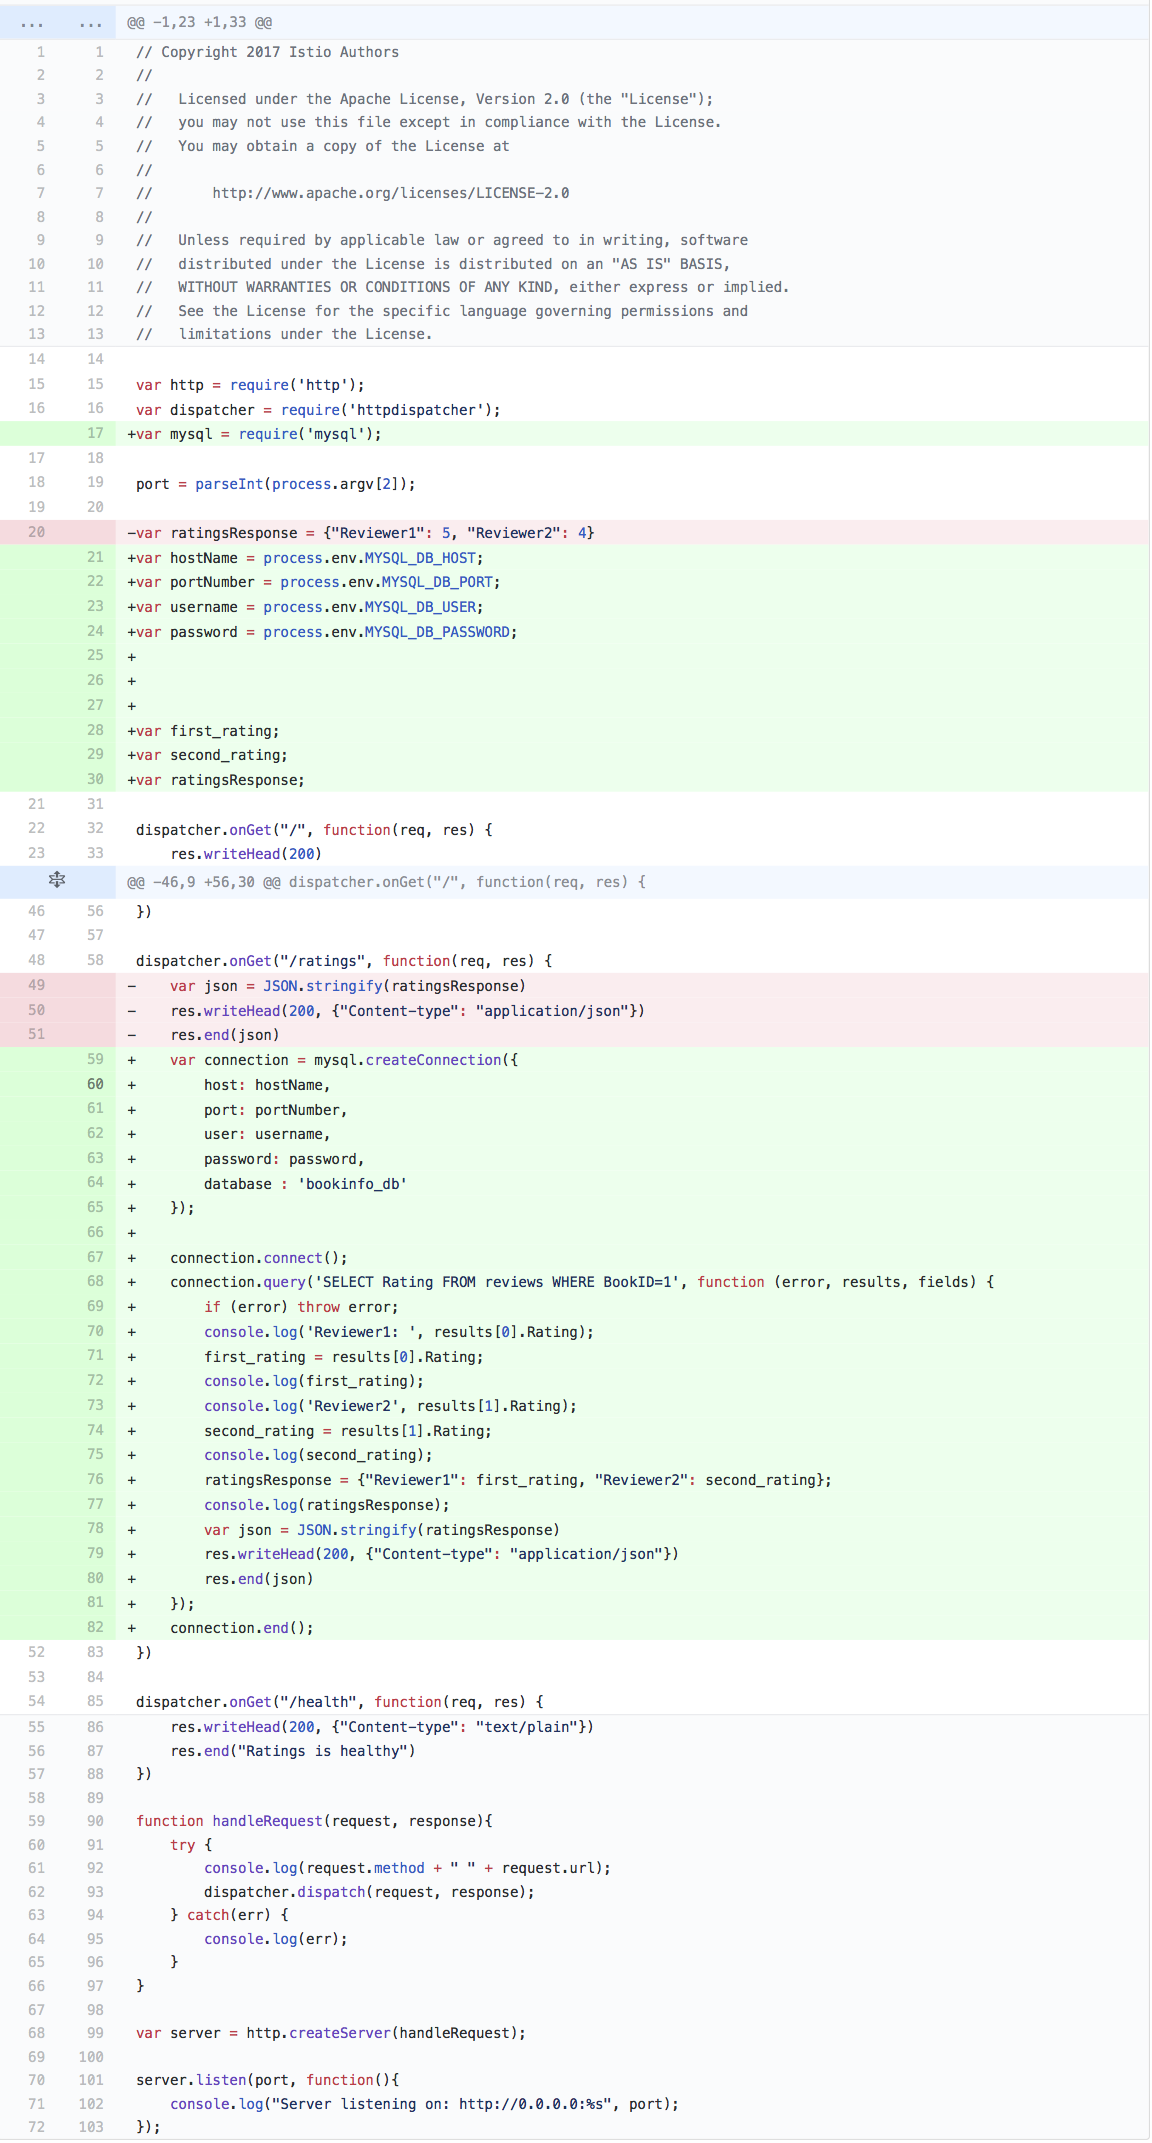 ... ... @@ -1,23 +1,33 @@
1 1 // Copyright 2017 Istio Authors
2 2 //
3 3 //   Licensed under the Apache License, Version 2.0 (the "License");
4 4 //   you may not use this file except in compliance with the License.
5 5 //   You may obtain a copy of the License at
6 6 //
7 7 //       http://www.apache.org/licenses/LICENSE-2.0
8 8 //
9 9 //   Unless required by applicable law or agreed to in writing, software
10 10 //   distributed under the License is distributed on an "AS IS" BASIS,
11 11 //   WITHOUT WARRANTIES OR CONDITIONS OF ANY KIND, either express or implied.
12 12 //   See the License for the specific language governing permissions and
13 13 //   limitations under the License.
14 14
15 15 var http = require('http');
16 16 var dispatcher = require('httpdispatcher');
17 +var mysql = require('mysql');
17 18
18 19 port = parseInt(process.argv[2]);
19 20
20 -var ratingsResponse = {"Reviewer1": 5, "Reviewer2": 4}
21 +var hostName = process.env.MYSQL_DB_HOST;
22 +var portNumber = process.env.MYSQL_DB_PORT;
23 +var username = process.env.MYSQL_DB_USER;
24 +var password = process.env.MYSQL_DB_PASSWORD;
25 +
26 +
27 +
28 +var first_rating;
29 +var second_rating;
30 +var ratingsResponse;
21 31
22 32 dispatcher.onGet("/", function(req, res) {
23 33     res.writeHead(200)
@@ -46,9 +56,30 @@ dispatcher.onGet("/", function(req, res) {
46 56 })
47 57
48 58 dispatcher.onGet("/ratings", function(req, res) {
49 -    var json = JSON.stringify(ratingsResponse)
50 -    res.writeHead(200, {"Content-type": "application/json"})
51 -    res.end(json)
59 +    var connection = mysql.createConnection({
60 +        host: hostName,
61 +        port: portNumber,
62 +        user: username,
63 +        password: password,
64 +        database : 'bookinfo_db'
65 +    });
66 +
67 +    connection.connect();
68 +    connection.query('SELECT Rating FROM reviews WHERE BookID=1', function (error, results, fields) {
69 +        if (error) throw error;
70 +        console.log('Reviewer1: ', results[0].Rating);
71 +        first_rating = results[0].Rating;
72 +        console.log(first_rating);
73 +        console.log('Reviewer2', results[1].Rating);
74 +        second_rating = results[1].Rating;
75 +        console.log(second_rating);
76 +        ratingsResponse = {"Reviewer1": first_rating, "Reviewer2": second_rating};
77 +        console.log(ratingsResponse);
78 +        var json = JSON.stringify(ratingsResponse)
79 +        res.writeHead(200, {"Content-type": "application/json"})
80 +        res.end(json)
81 +    });
82 +    connection.end();
52 83 })
53 84
54 85 dispatcher.onGet("/health", function(req, res) {
55 86     res.writeHead(200, {"Content-type": "text/plain"})
56 87     res.end("Ratings is healthy")
57 88 })
58 89
59 90 function handleRequest(request, response){
60 91     try {
61 92         console.log(request.method + " " + request.url);
62 93         dispatcher.dispatch(request, response);
63 94     } catch(err) {
64 95         console.log(err);
65 96     }
66 97 }
67 98
68 99 var server = http.createServer(handleRequest);
69 100
70 101 server.listen(port, function(){
71 102     console.log("Server listening on: http://0.0.0.0:%s", port);
72 103 });